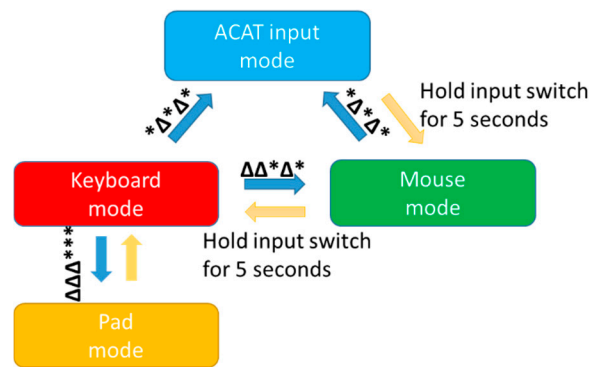 ACAT input
mode
*Δ*Δ*
*Δ*Δ*
Hold input switch
for 5 seconds
Keyboard
mode
ΔΔ*Δ*
Mouse
mode
Hold input switch
for 5 seconds
ΔΔΔ***
Pad
mode